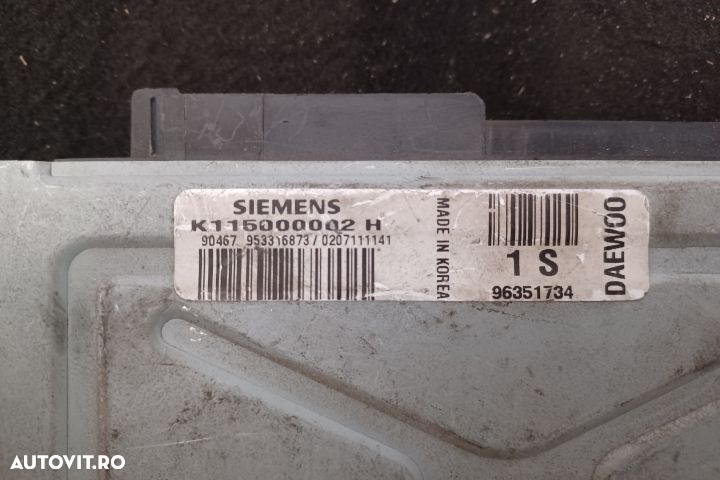 SIEMENS
K115000002 H
90467 953316873/0207111141
MADE IN KOREA
1 S
96351734
DAEWOO
AUTOVIT.RO